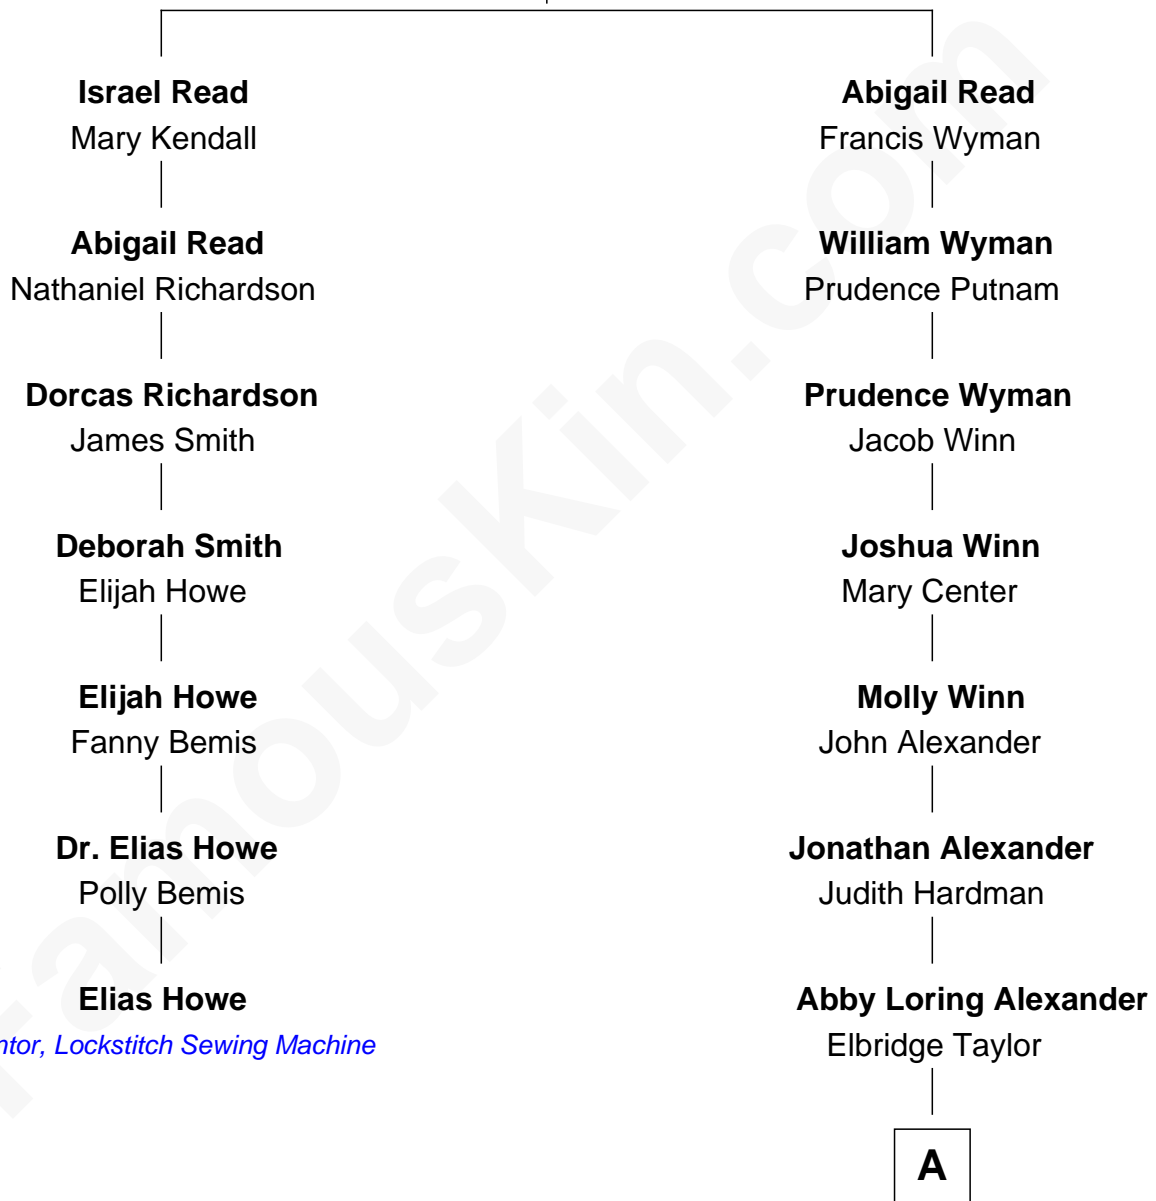 Israel Read
Mary Kendall
Abigail Read
Nathaniel Richardson
Dorcas Richardson
James Smith
Deborah Smith
Elijah Howe
Elijah Howe
Fanny Bemis
Dr. Elias Howe
Polly Bemis
Elias Howe
Lockstitch Sewing Machine
Abigail Read
Francis Wyman
William Wyman
Prudence Putnam
Prudence Wyman
Jacob Winn
Joshua Winn
Mary Center
Molly Winn
John Alexander
Jonathan Alexander
Judith Hardman
Abby Loring Alexander
Elbridge Taylor
A
FamousKin.com